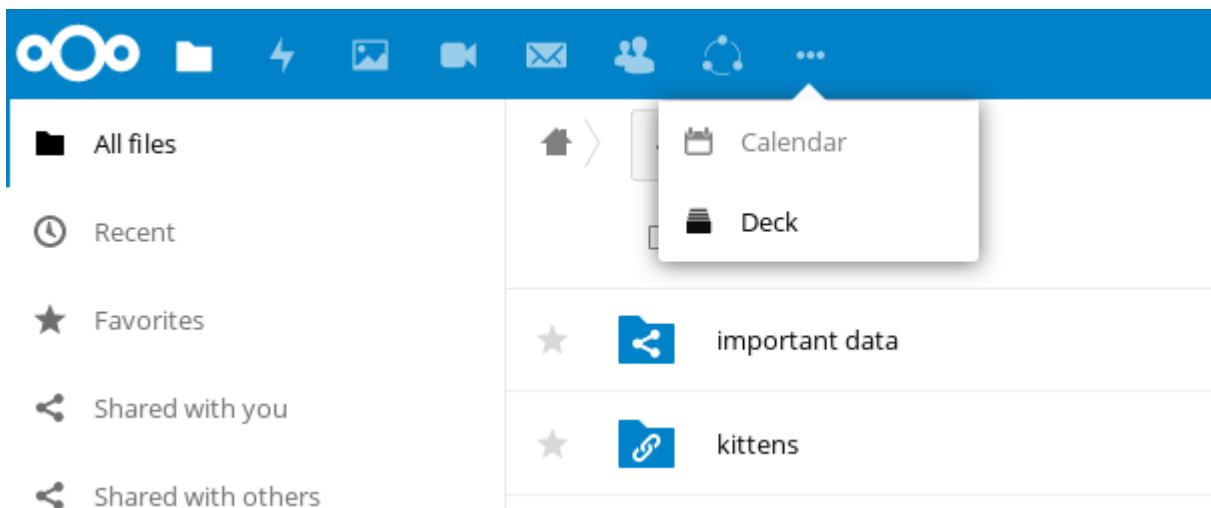 All files
Recent
Favorites
Shared with you
Shared with others
Calendar
Deck
important data
kittens